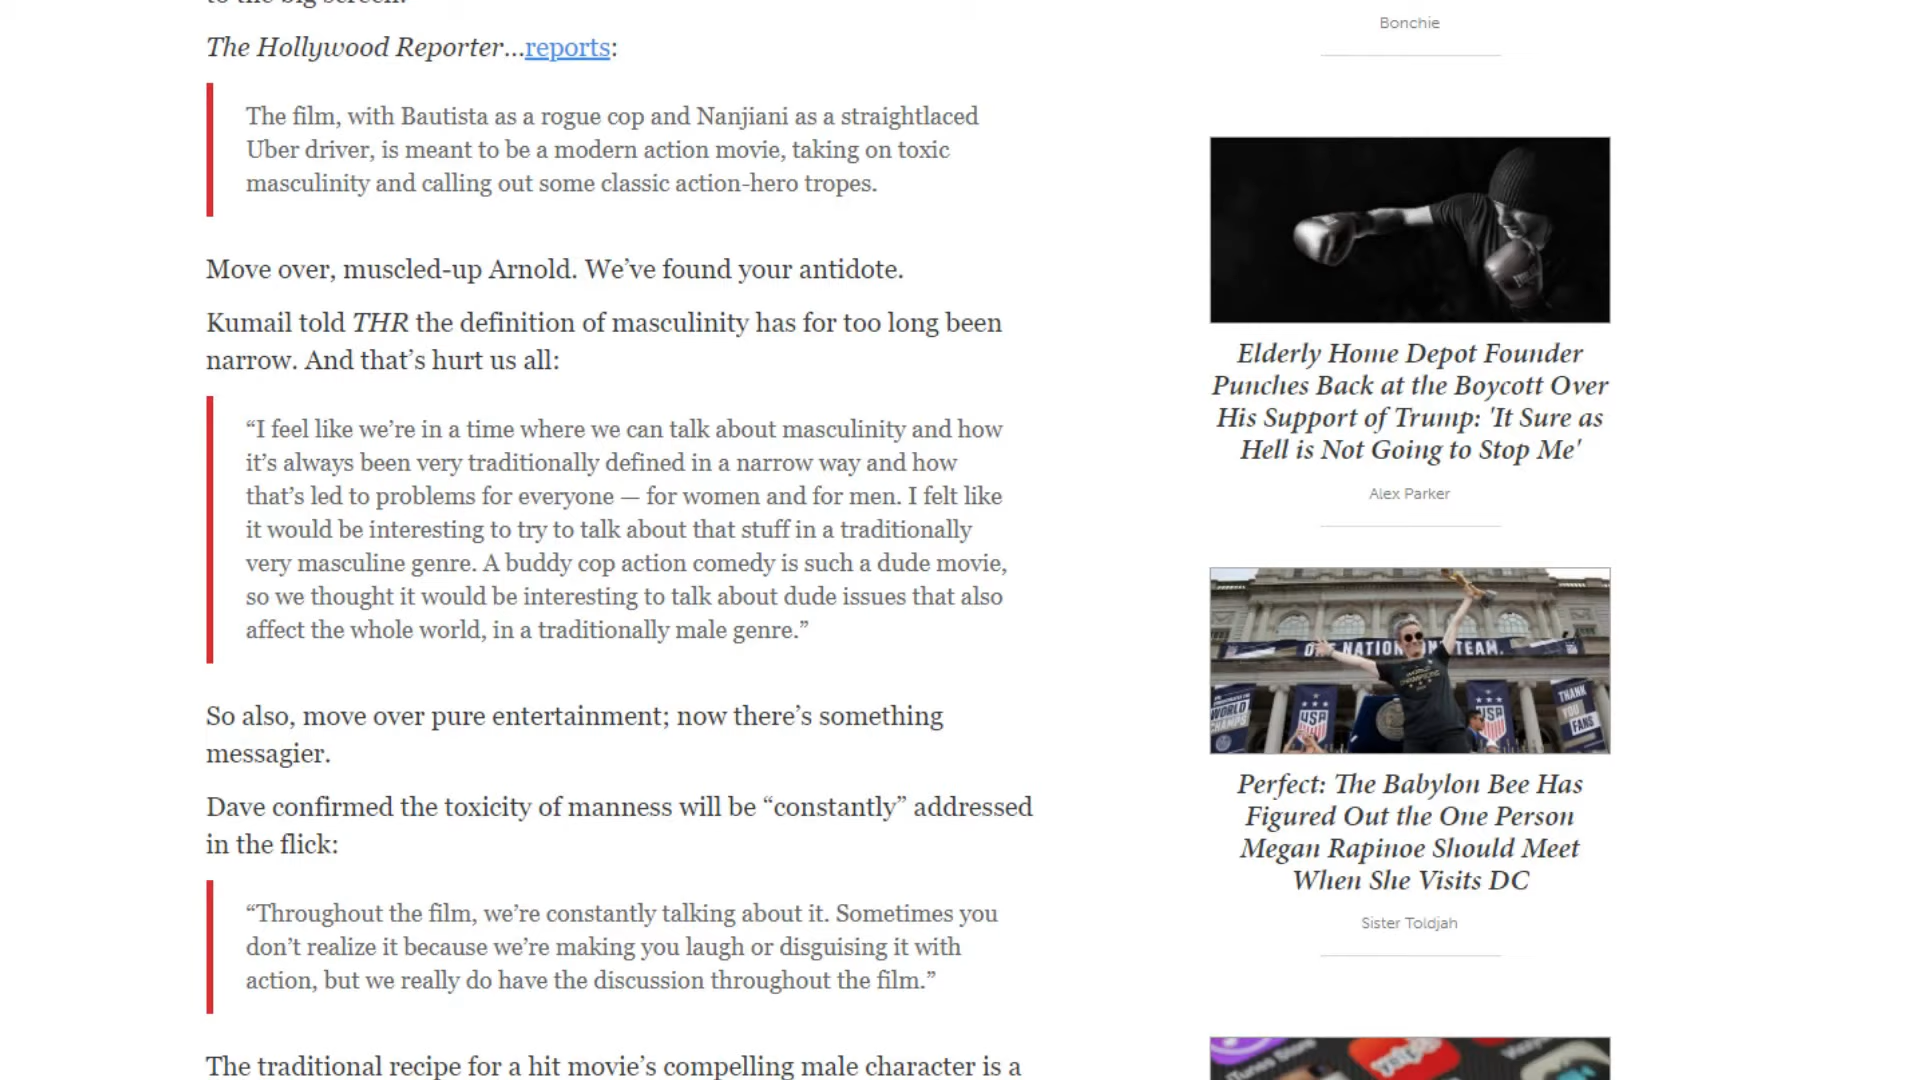 The Hollywood Reporter...reports:
The film, with Bautista as a rogue cop and Nanjiani as a straightlaced
Uber driver, is meant to be a modern action movie, taking on toxic
masculinity and calling out some classic action-hero tropes.
Move over, muscled-up Arnold. We’ve found your antidote.
Kumail told THR the definition of masculinity has for too long been
narrow. And that’s hurt us all:
“I feel like we’re in a time where we can talk about masculinity and how
it’s always been very traditionally defined in a narrow way and how
that’s led to problems for everyone — for women and for men. I felt like
it would be interesting to try to talk about that stuff in a traditionally
very masculine genre. A buddy cop action comedy is such a dude movie,
so we thought it would be interesting to talk about dude issues that also
affect the whole world, in a traditionally male genre.”
So also, move over pure entertainment; now there’s something
messagier.
Dave confirmed the toxicity of manness will be “constantly” addressed
in the flick:
“Throughout the film, we’re constantly talking about it. Sometimes you
don’t realize it because we’re making you laugh or disguising it with
action, but we really do have the discussion throughout the film.”
The traditional recipe for a hit movie’s compelling male character is a
Bonchie
Elderly Home Depot Founder
Punches Back at the Boycott Over
His Support of Trump: 'It Sure as
Hell is Not Going to Stop Me'
Alex Parker
NATION
TEAM.
WORLD
CHAMPIONS
WORLD
CHAMPS
USA
USA
THANK
YOU
FANS
Perfect: The Babylon Bee Has
Figured Out the One Person
Megan Rapinoe Should Meet
When She Visits DC
Sister Toldjah
iTunes Store